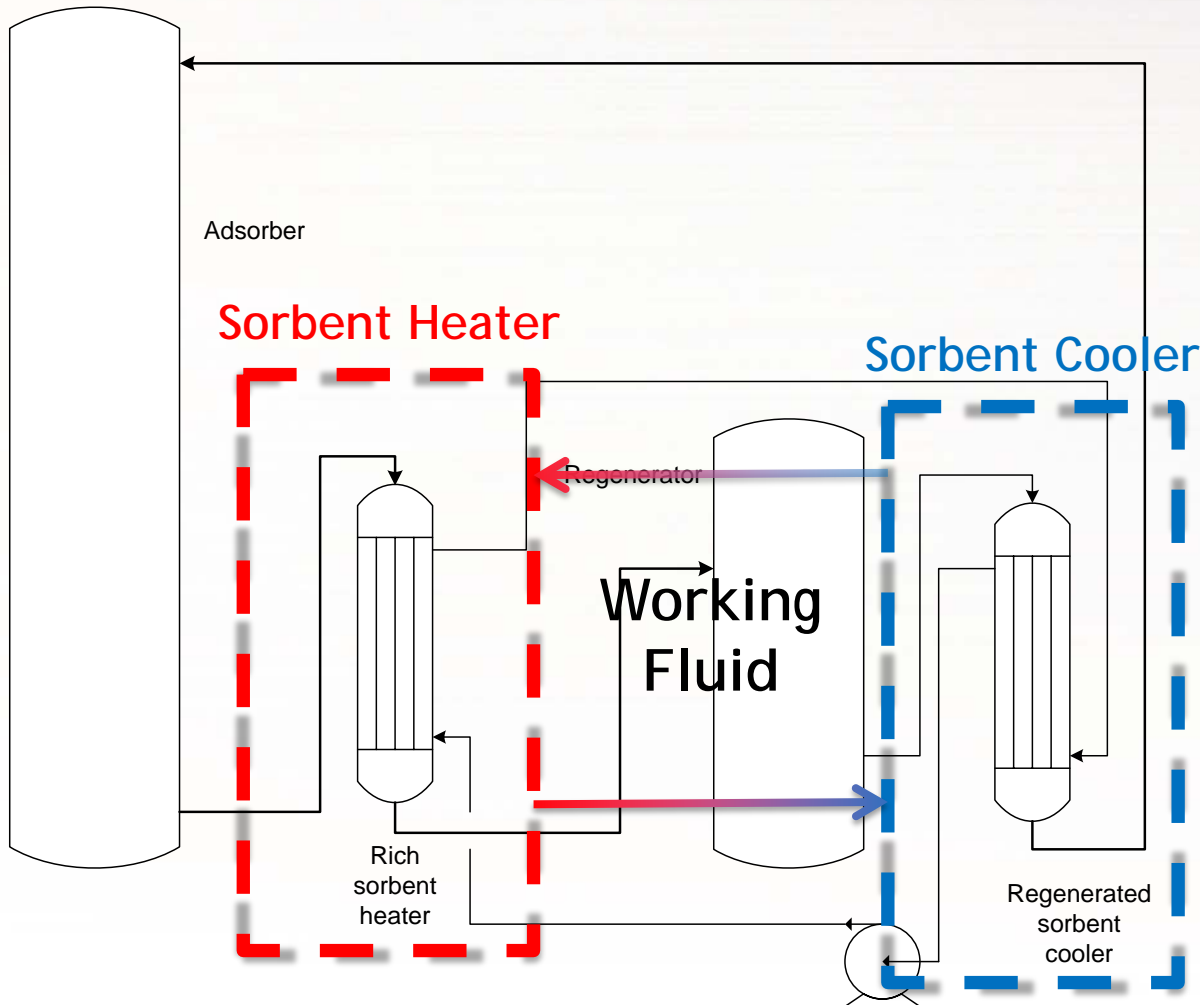 Adsorber
Sorbent Heater
Sorbent Cooler
Regenerator
Working
Fluid
Rich
sorbent
heater
Regenerated
sorbent
cooler